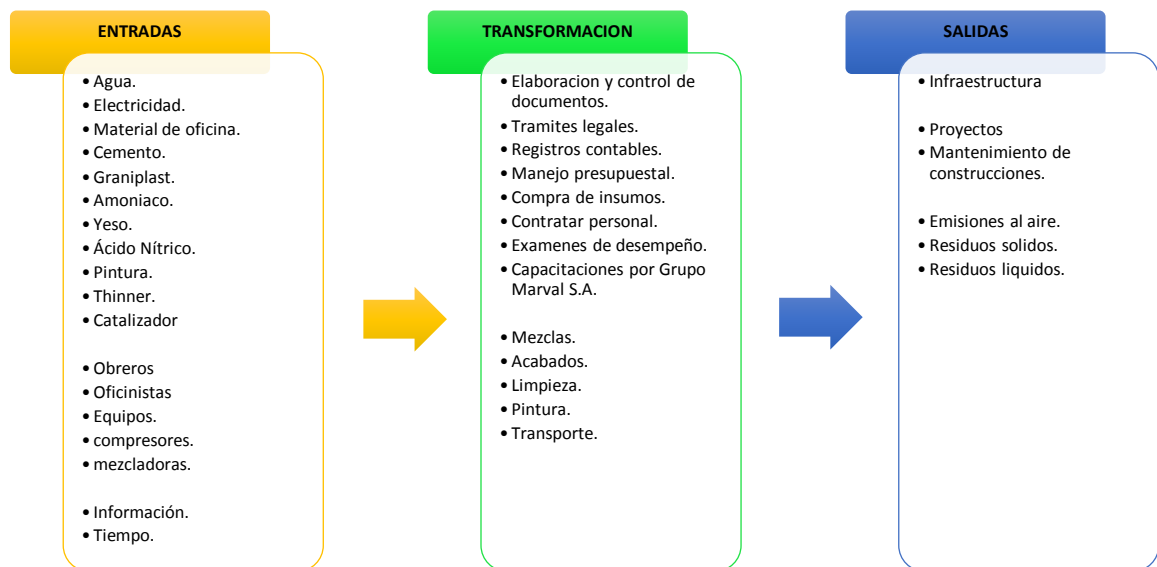 ENTRADAS
• Agua.
• Electricidad.
• Material de oficina.
• Cemento.
• Graniplast.
• Amoniaco.
• Yeso.
• Ácido Nítrico.
• Pintura.
• Thinner.
• Catalizador
• Obreros
• Oficinistas
• Equipos.
• compresores.
• mezcladoras.
• Información.
• Tiempo.
TRANSFORMACION
• Elaboracion y control de
documentos.
• Tramites legales.
• Registros contables.
• Manejo presupuestal.
• Compra de insumos.
• Contratar personal.
• Examenes de desempeño.
• Capacitaciones por Grupo
Marval S.A.
• Mezclas.
• Acabados.
• Limpieza.
• Pintura.
• Transporte.
SALIDAS
• Infraestructura
• Proyectos
• Mantenimiento de
construcciones.
• Emisiones al aire.
• Residuos solidos.
• Residuos liquidos.